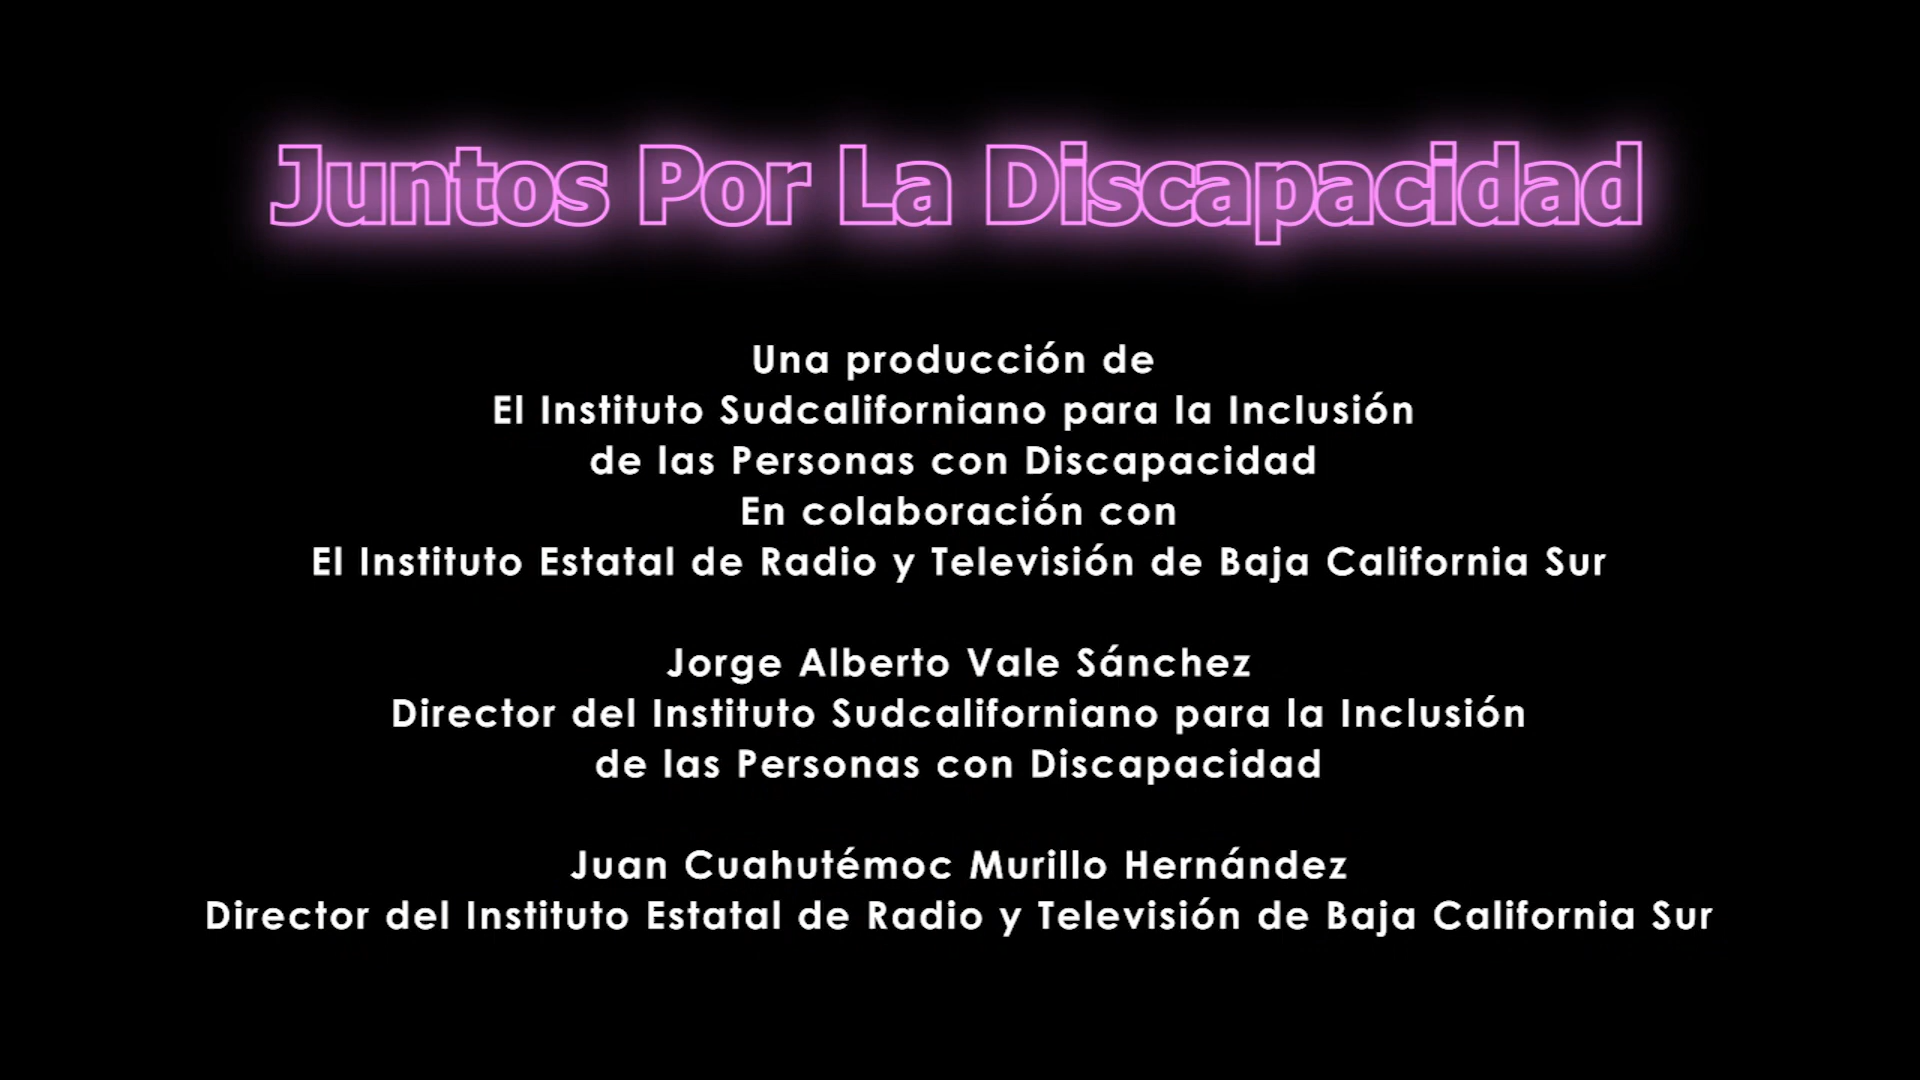 Juntos Por La Discapacidad
Una producción de
El Instituto Sudcaliforniano para la Inclusión
de las Personas con Discapacidad
En colaboración con
El Instituto Estatal de Radio y Televisión de Baja California Sur
Jorge Alberto Vale Sánchez
Director del Instituto Sudcaliforniano para la Inclusión
de las Personas con Discapacidad
Juan Cuahutémoc Murillo Hernández
Director del Instituto Estatal de Radio y Televisión de Baja California Sur